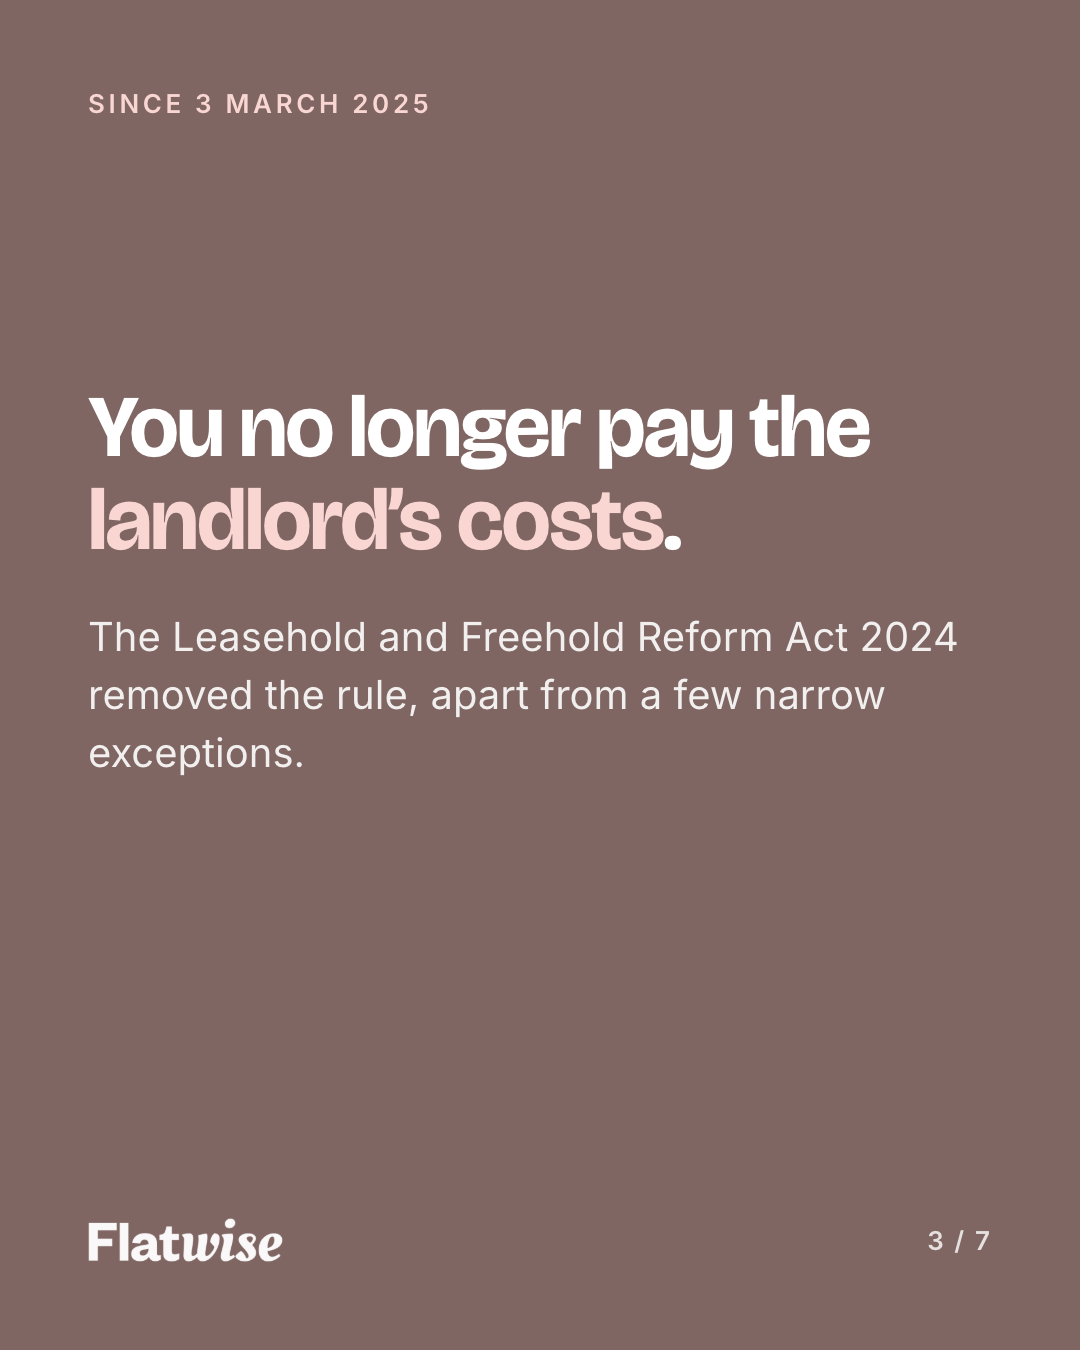 SINCE 3 MARCH 2025
You no longer pay the
landlord’s costs.
The Leasehold and Freehold Reform Act 2024
removed the rule, apart from a few narrow
exceptions.
Flatwise
3 / 7